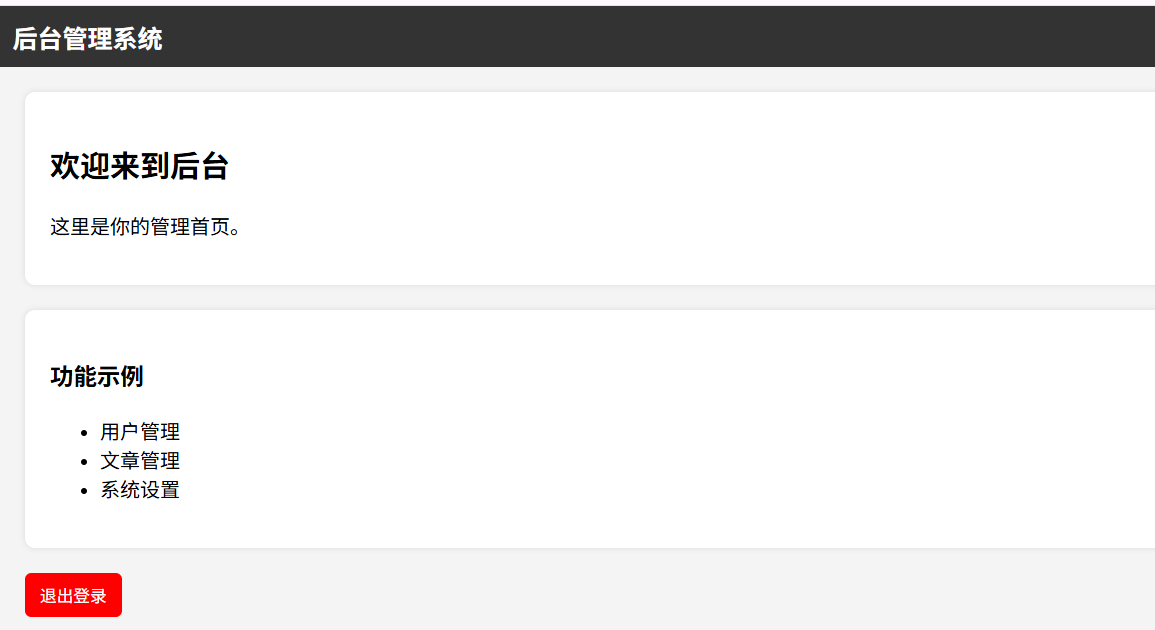 后台管理系统
欢迎来到后台
这里是你的管理首页。
功能示例
用户管理
文章管理
系统设置
退出登录